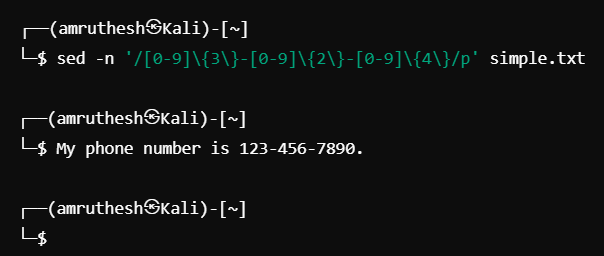 ┌──(amruthesh㉿Kali)-[~]
└─$ sed -n '/[0-9]\{3\}-[0-9]\{2\}-[0-9]\{4\}/p' simple.txt
┌──(amruthesh㉿Kali)-[~]
└─$ My phone number is 123-456-7890.
┌──(amruthesh㉿Kali)-[~]
└─$